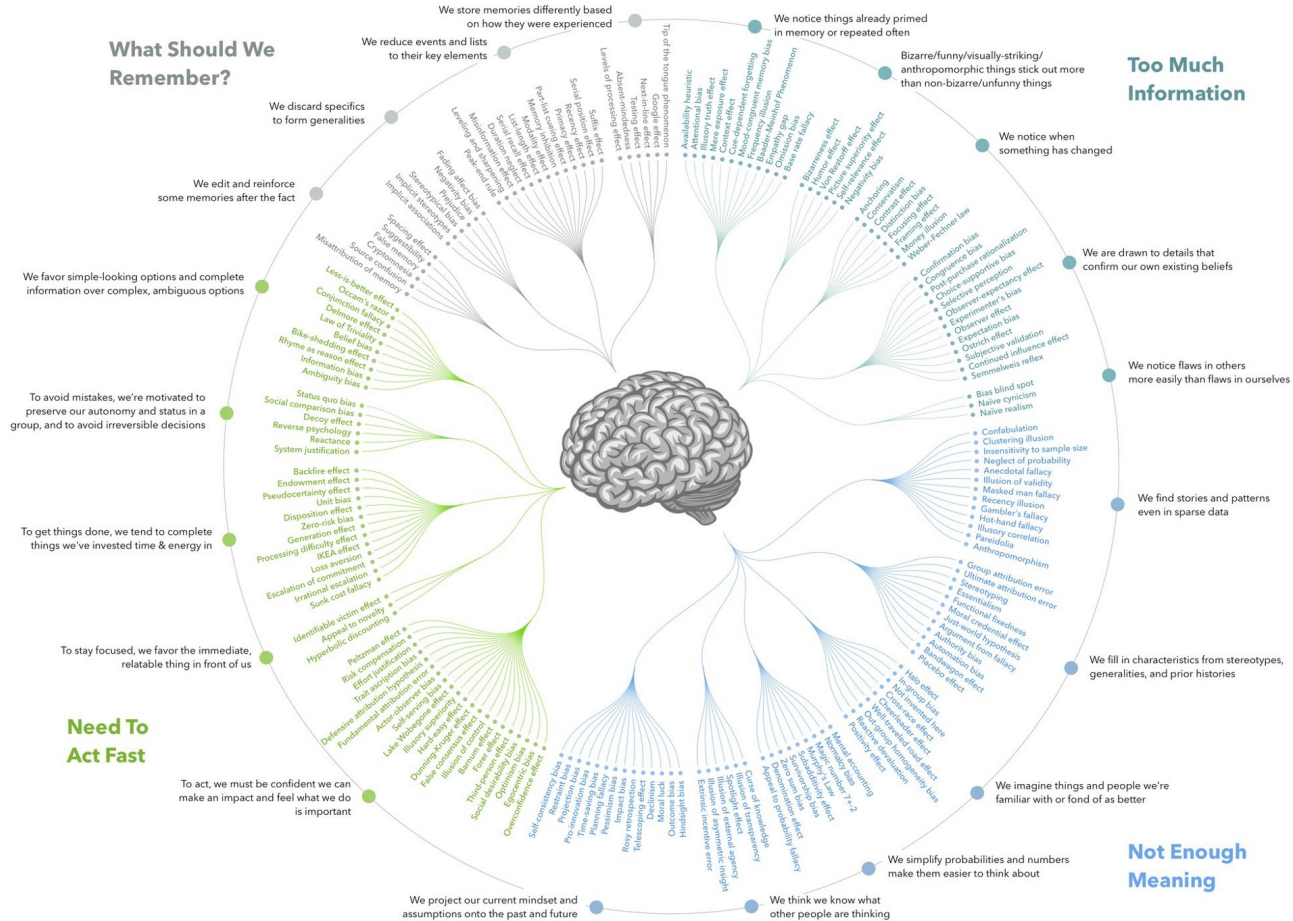 What Should We
Remember?
We store memories differently based
on how they were experienced
We reduce events and lists
to their key elements
We discard specifics
to form generalities
We edit and reinforce
some memories after the fact
Tip of the tongue phenomenon
Google effect
Next-in-line effect
Testing effect
Absent-mindedness
Levels of processing effect
Suffix effect
Serial position effect
Recency effect
Primacy effect
Part-list cueing effect
Memory inhibition
Modality effect
List-length effect
Serial recall effect
Duration neglect
Misinformation effect
Leveling and sharpening
Peak-end rule
Fading affect bias
Negativity bias
Prejudice
Stereotypical bias
Implicit stereotypes
Implicit associations
Spacing effect
Suggestibility
False memory
Cryptomnesia
Source confusion
Misattribution of memory
Too Much
Information
We notice things already primed
in memory or repeated often
Bizarre/funny/visually-striking/
anthropomorphic things stick out more
than non-bizarre/unfunny things
We notice when
something has changed
We are drawn to details that
confirm our own existing beliefs
We notice flaws in others
more easily than flaws in ourselves
Availability heuristic
Attentional bias
Illusory truth effect
Mere exposure effect
Context effect
Cue-dependent forgetting
Mood-congruent memory bias
Frequency illusion
Baader-Meinhof Phenomenon
Empathy gap
Omission bias
Base rate fallacy
Bizarreness effect
Humor effect
Von Restorff effect
Picture superiority effect
Self-relevance effect
Negativity bias
Anchoring
Conservatism
Contrast effect
Distinction bias
Focusing effect
Framing effect
Money illusion
Weber-Fechner law
Confirmation bias
Congruence bias
Post-purchase rationalization
Choice-supportive bias
Selective perception
Observer-expectancy effect
Experimenter's bias
Observer effect
Expectation bias
Ostrich effect
Subjective validation
Continued influence effect
Semmelweis reflex
Bias blind spot
Naïve cynicism
Naïve realism
Not Enough
Meaning
We find stories and patterns
even in sparse data
We fill in characteristics from stereotypes,
generalities, and prior histories
We imagine things and people we're
familiar with or fond of as better
We simplify probabilities and numbers
make them easier to think about
We think we know what
other people are thinking
We project our current mindset and
assumptions onto the past and future
Confabulation
Clustering illusion
Insensitivity to sample size
Neglect of probability
Anecdotal fallacy
Illusion of validity
Masked man fallacy
Recency illusion
Gambler's fallacy
Hot-hand fallacy
Illusory correlation
Pareidolia
Anthropomorphism
Group attribution error
Ultimate attribution error
Stereotyping
Essentialism
Functional fixedness
Moral credential effect
Just-world hypothesis
Argument from fallacy
Authority bias
Automation bias
Bandwagon effect
Placebo effect
Halo effect
In-group bias
Not invented here
Cross-race effect
Cheerleader effect
Well-traveled road effect
Out-group homogeneity bias
Reactive devaluation
Positivity effect
Mental accounting
Normalcy bias
Magic number 7+-2
Murphy's Law
Subadditivity effect
Survivorship bias
Zero sum bias
Denomination effect
Appeal to probability fallacy
Curse of knowledge
Illusion of transparency
Spotlight effect
Illusion of external agency
Illusion of asymmetric insight
Extrinsic incentive error
Hindsight bias
Outcome bias
Moral luck
Declinism
Telescoping effect
Rosy retrospection
Impact bias
Pessimism bias
Planning fallacy
Time-saving bias
Pro-innovation bias
Projection bias
Restraint bias
Self-consistency bias
Need To
Act Fast
We favor simple-looking options and complete
information over complex, ambiguous options
To avoid mistakes, we're motivated to
preserve our autonomy and status in a
group, and to avoid irreversible decisions
To get things done, we tend to complete
things we've invested time & energy in
To stay focused, we favor the immediate,
relatable thing in front of us
To act, we must be confident we can
make an impact and feel what we do
is important
Less-is-better effect
Occam's razor
Conjunction fallacy
Delmore effect
Law of Triviality
Belief bias
Bike-shedding effect
Rhyme as reason effect
Information bias
Ambiguity bias
Status quo bias
Social comparison bias
Decoy effect
Reverse psychology
Reactance
System justification
Backfire effect
Endowment effect
Pseudocertainty effect
Unit bias
Disposition effect
Zero-risk bias
Generation effect
Processing difficulty effect
IKEA effect
Loss aversion
Escalation of commitment
Irrational escalation
Sunk cost fallacy
Identifiable victim effect
Appeal to novelty
Hyperbolic discounting
Peltzman effect
Risk compensation
Effort justification
Trait ascription bias
Defensive attribution hypothesis
Fundamental attribution error
Actor-observer bias
Self-serving bias
Lake Wobegone effect
Illusory superiority
Hard-easy effect
Dunning Kruger effect
False consensus effect
Illusion of control
Barnum effect
Forer effect
Third-person effect
Social desirability bias
Optimism bias
Egocentric bias
Overconfidence effect